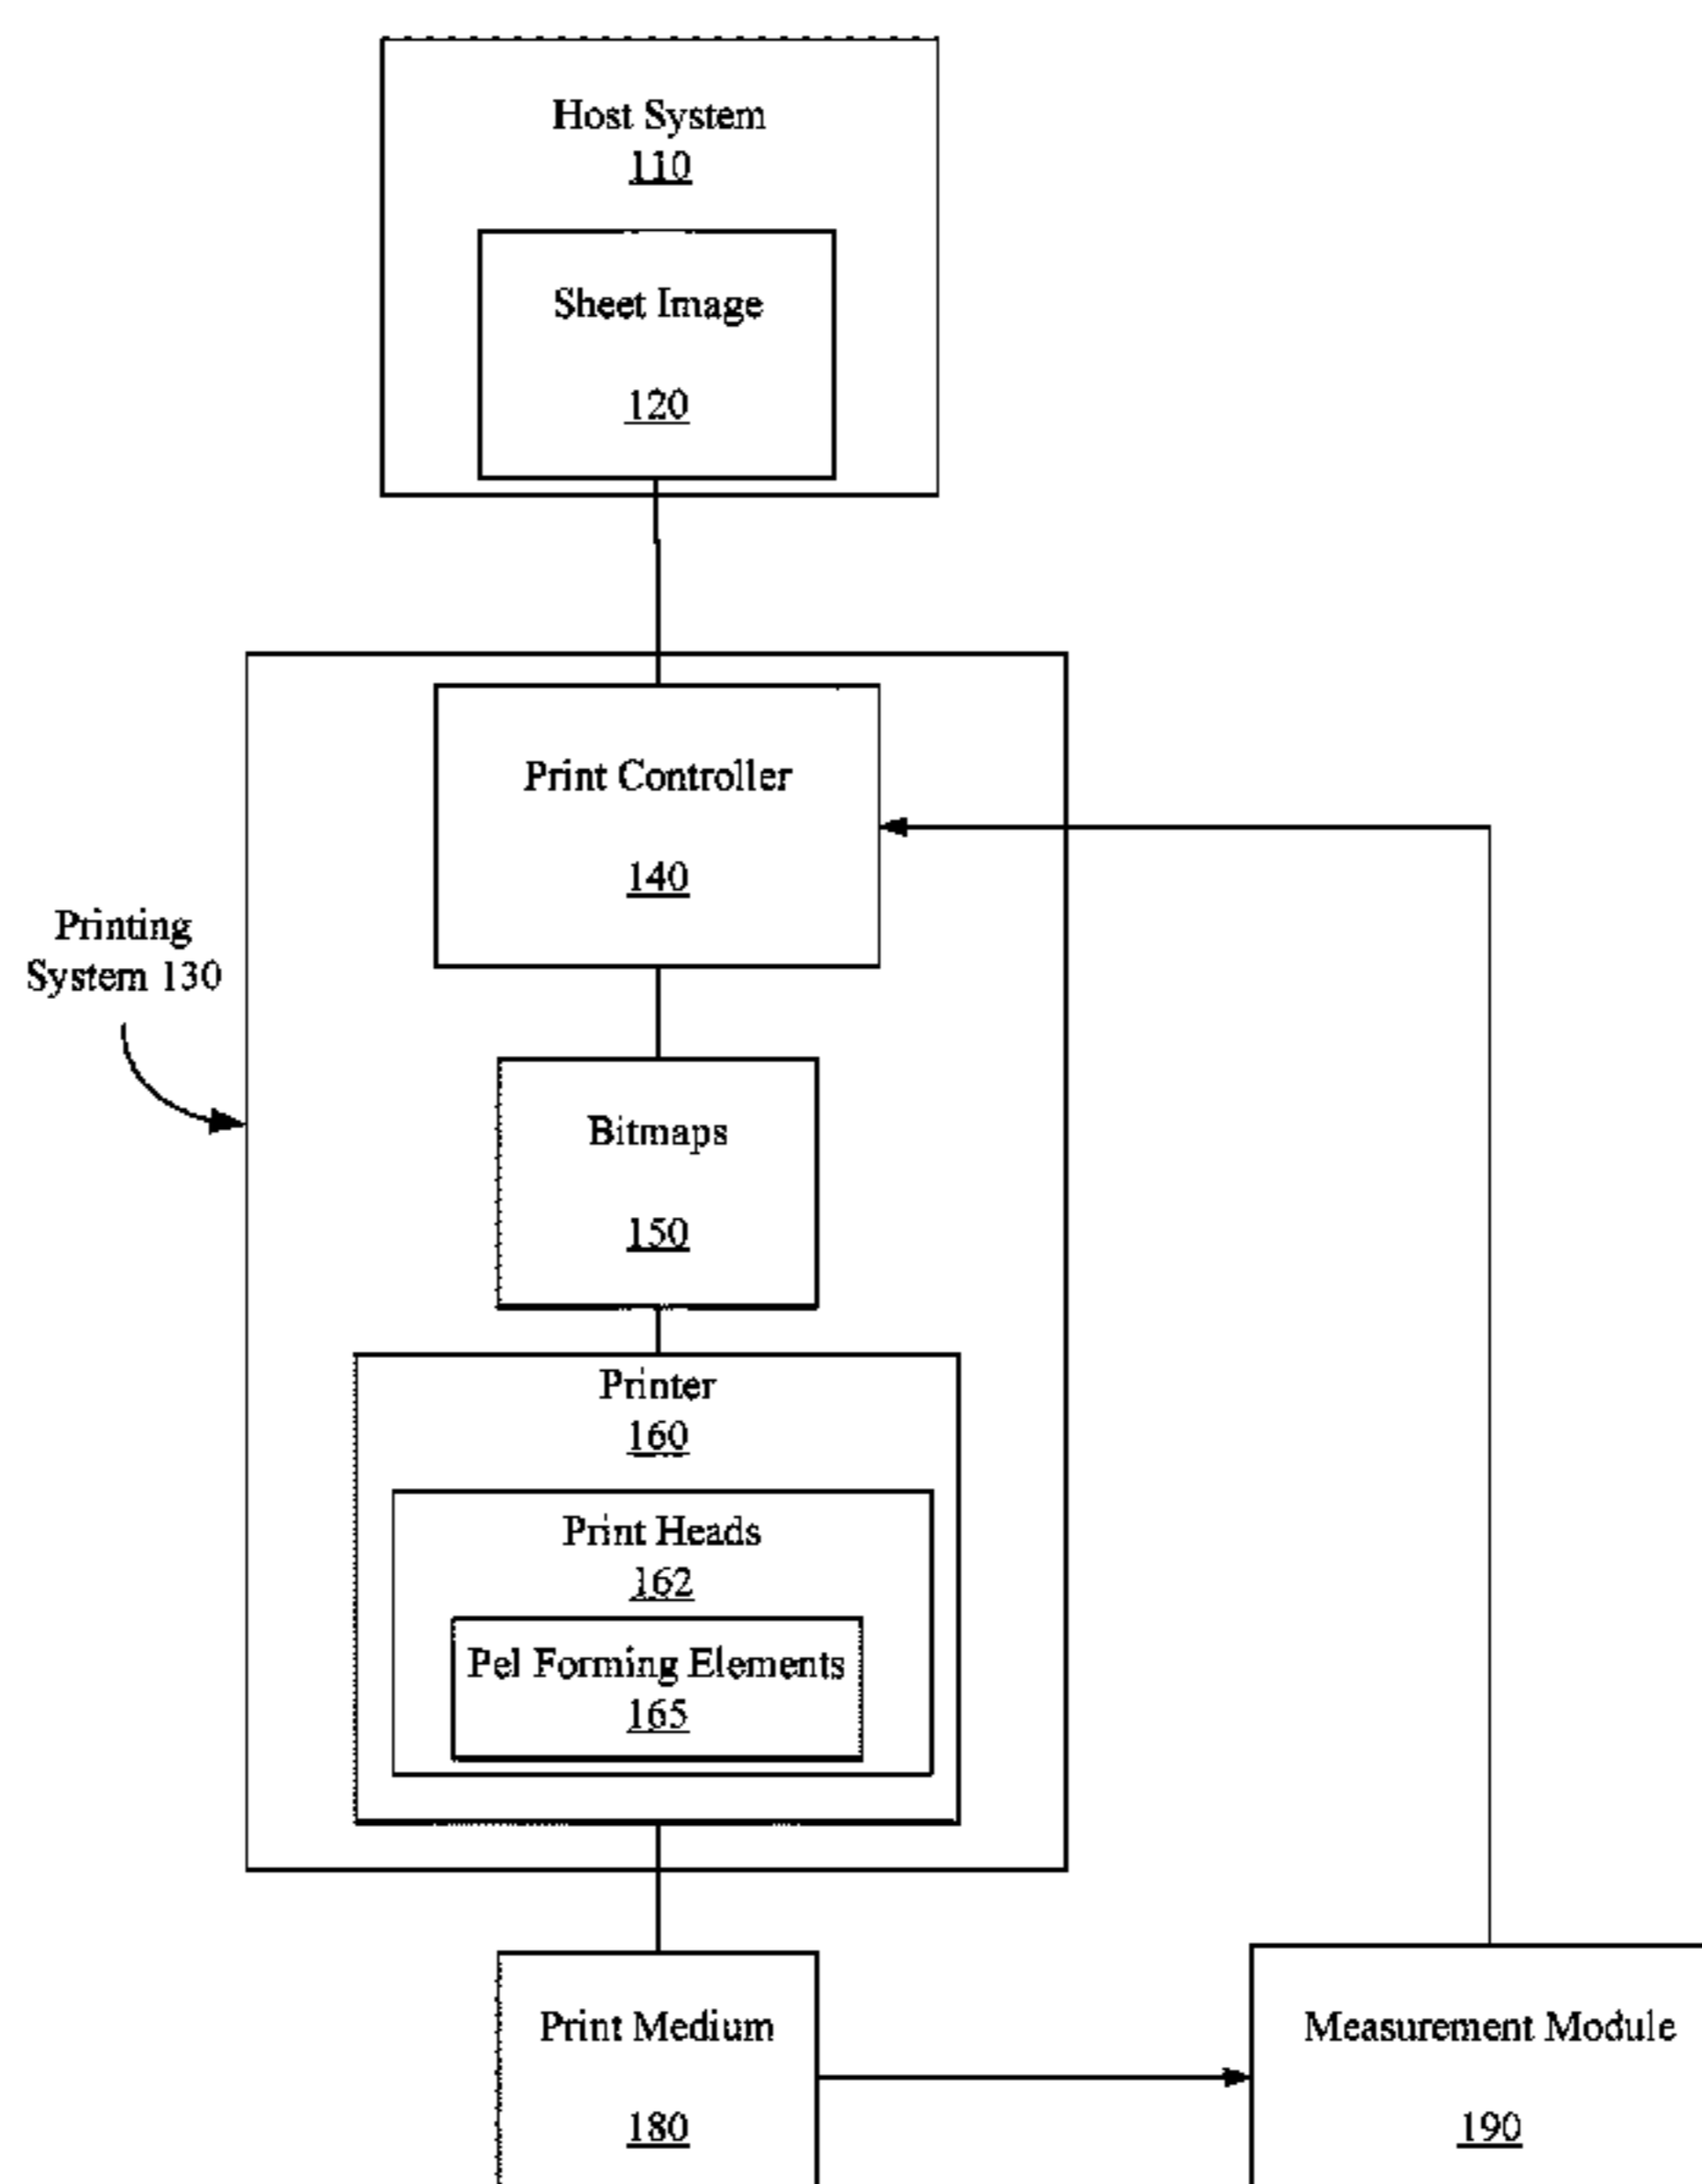 Host System
110
Sheet Image
120
Print Controller
140
Printing
System 130
Bitmaps
150
Printer
160
Print Heads
162
Pel Forming Elements
165
Print Medium
180
Measurement Module
190